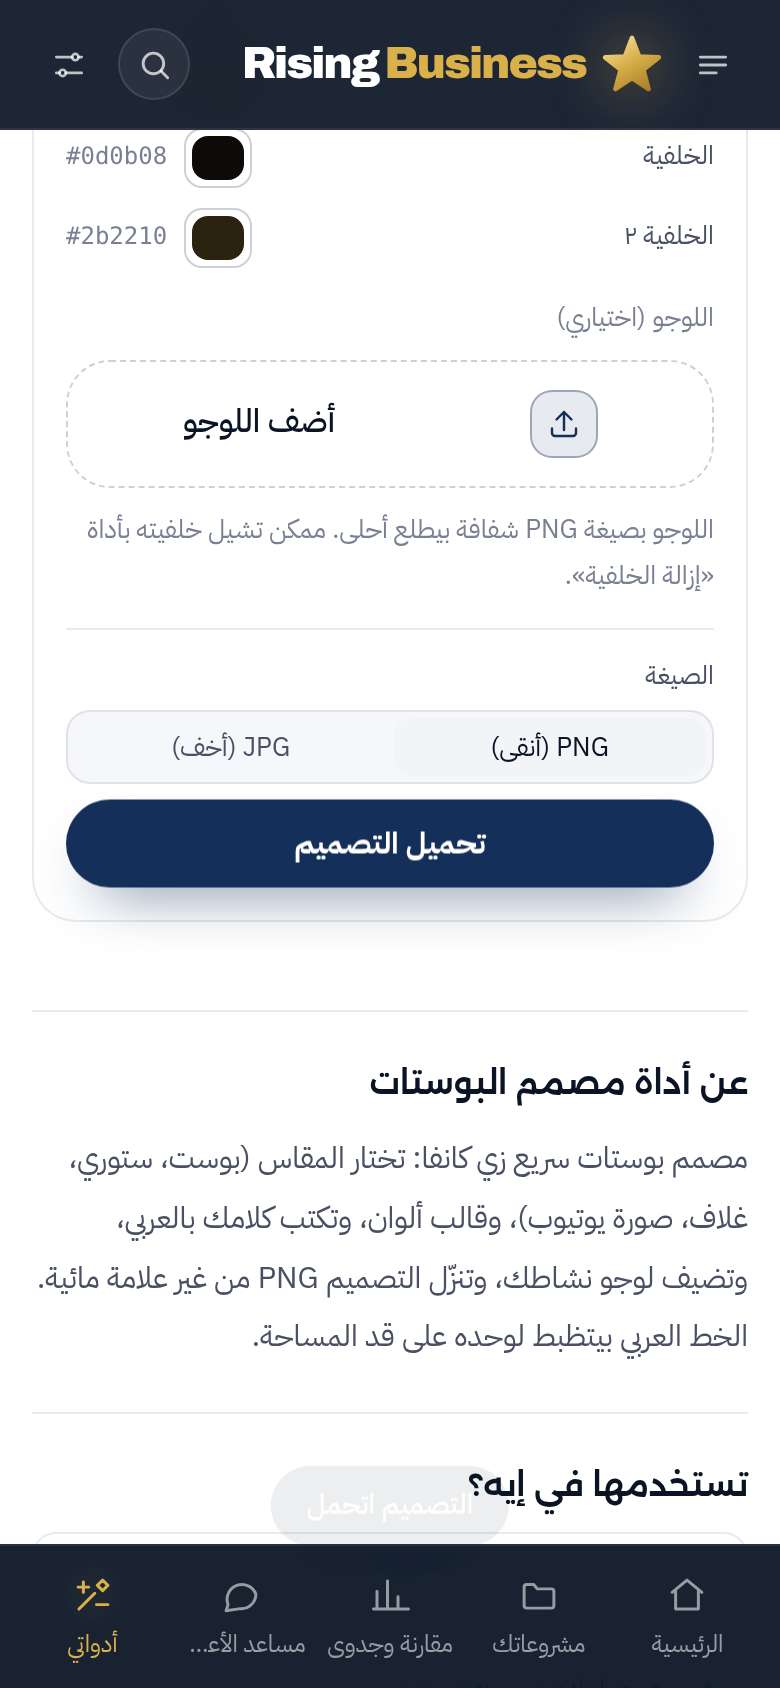 Rising Business
الخلفية
#0d0b08
الخلفية ٢
#2b2210
اللوجو (اختياري)
أضف اللوجو
اللوجو بصيغة PNG شفافة بيطلع أحلى. ممكن تشيل خلفيته بأداة
«إزالة الخلفية».
الصيغة
PNG (أنقى)
JPG (أخف)
تحميل التصميم
عن أداة مصمم البوستات
مصمم بوستات سريع زي كانفا: تختار المقاس (بوست، ستوري،
غلاف، صورة يوتيوب)، وقالب ألوان، وتكتب كلامك بالعربي،
وتضيف لوجو نشاطك، وتنزّل التصميم PNG من غير علامة مائية.
الخط العربي بيتظبط لوحده على قد المساحة.
تستخدمها في إيه؟
التصميم اتحمل
الرئيسية
مشروعاتك
مقارنة وجدوى
مساعد الأعـ...
أدواتي